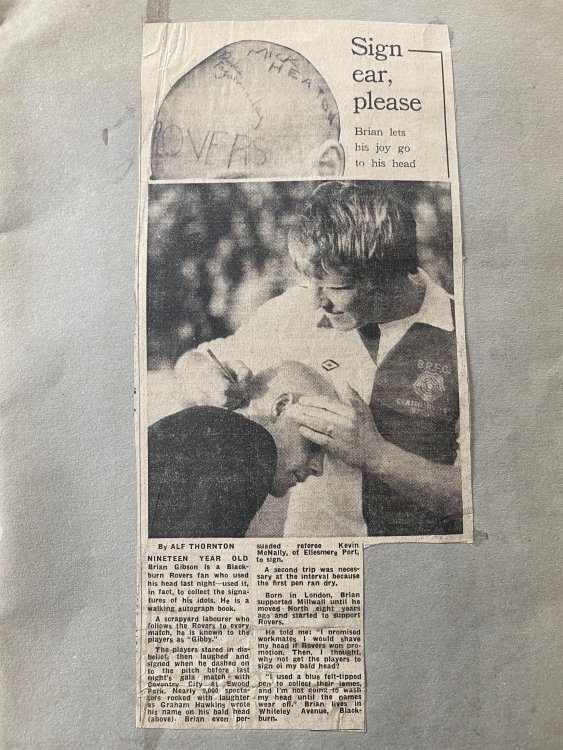 Sign
ear,
please
Brian lets
his joy go
to his head
MICK
HEATON
ROVERS
By ALF THORNTON
NINETEEN YEAR OLD
Brian Gibson is a Black-
burn Rovers fan who used
his head last night—used it,
in fact, to collect the signa-
tures of his idols. He is a
walking autograph book.
A scrapyard labourer who
follows the Rovers to every
match, he is known to the
players as "Gibby."
The players stared in dis-
belief, then laughed and
signed when he dashed on
to the pitch before last
night's gala match with
Coventry City at Ewood
Park. Nearly 9,000 specta-
ters rocked with laughter
as Graham Hawkins wrote
his name on his bald head
(above). Brian even per-
suaded referee Kevin
McNally, of Ellesmere Port,
to sign.
A second trip was neces-
sary at the interval because
the first pen ran dry.
Born in London, Brian
supported Millwall until he
moved North eight years
ago and started to support
Rovers.
He told me: "I promised
workmates I would shave
my head if Rovers won pro-
motion. Then, I thought,
why not get the players to
sign of my bald head?
"I used a blue felt-tipped
pen to collect their names,
and I'm not going to wash
my head until the names
wear off." Brian lives in
Whiteley Avenue, Black-
burn.